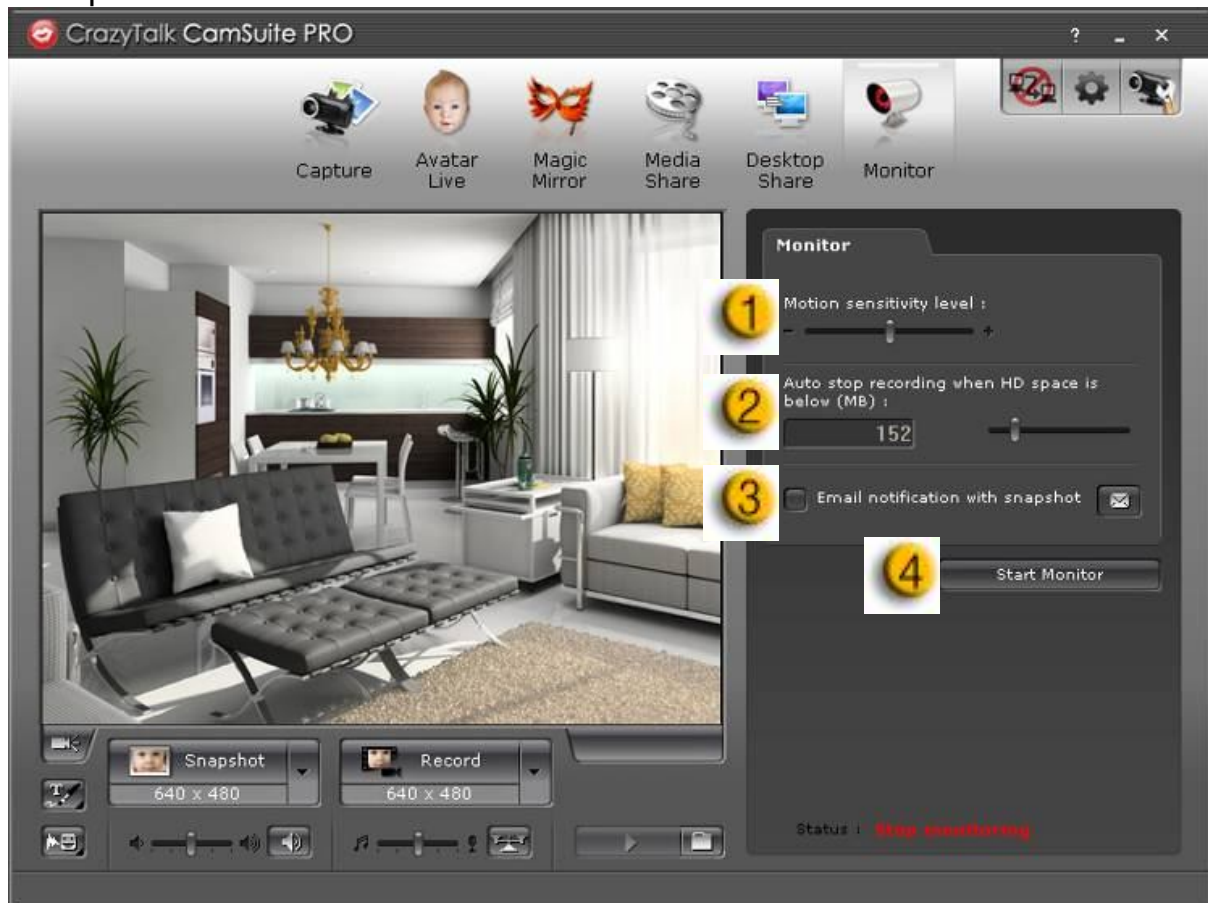 CrazyTalk CamSuite PRO
?
Capture
Avatar
Live
Magic
Mirror
Media
Share
Desktop
Share
Monitor
Monitor
1
Motion sensitivity level :
- +
2
Auto stop recording when HD space is
below (MB) :
152
3
Email notification with snapshot
4
Start Monitor
Snapshot
640 x 480
Record
640 x 480
Status : Stop monitoring